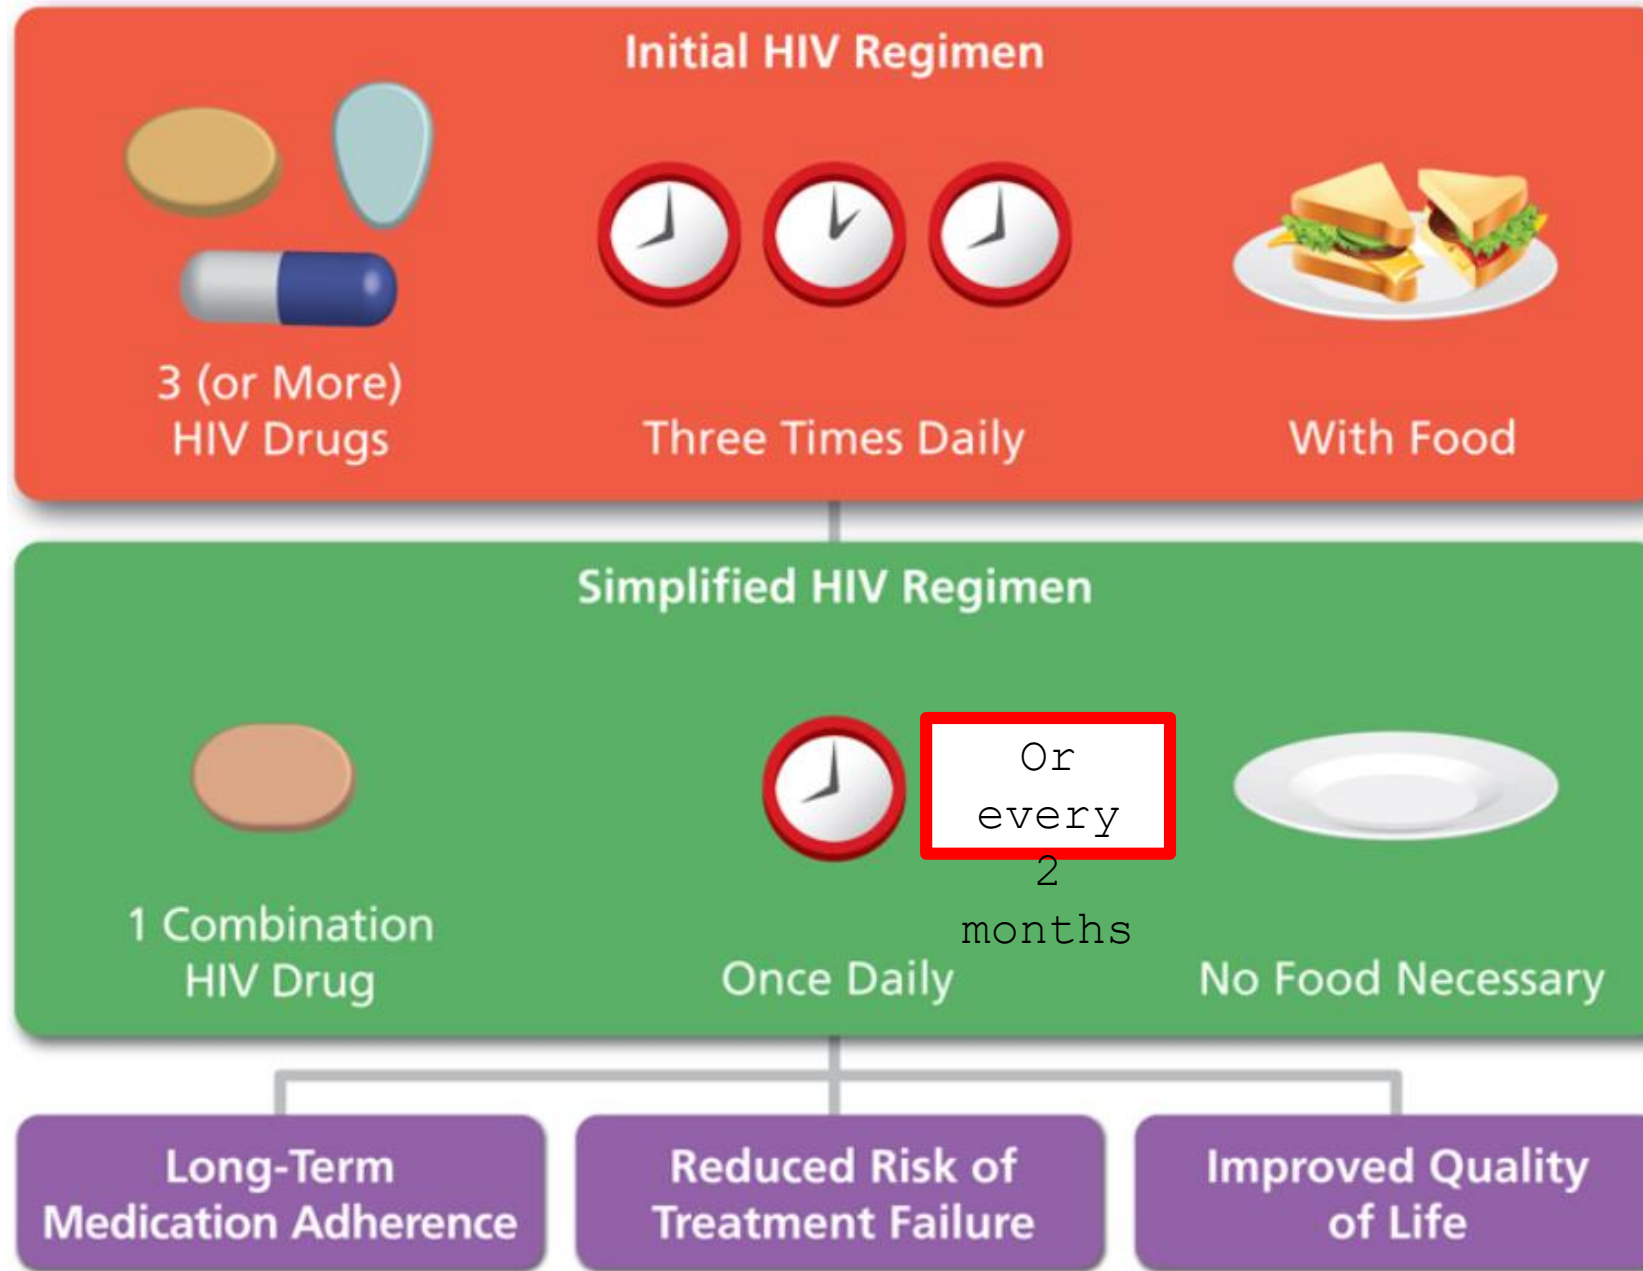 Initial HIV Regimen
3 (or More)
HIV Drugs
Three Times Daily
With Food
Simplified HIV Regimen
1 Combination
HIV Drug
Once Daily
Or
every
2
months
No Food Necessary
Long-Term
Medication Adherence
Reduced Risk of
Treatment Failure
Improved Quality
of Life